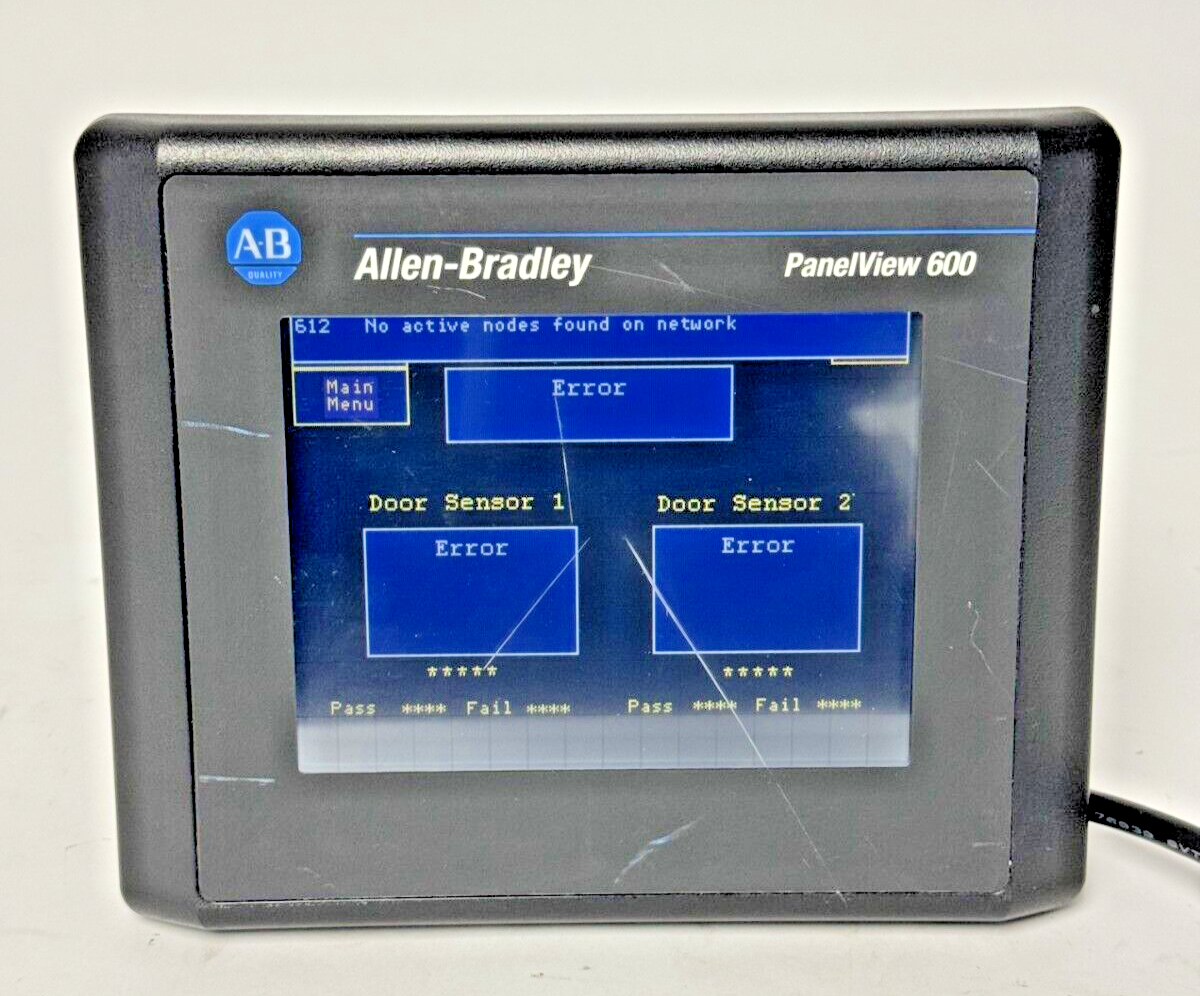 A·B
QUALITY
Allen-Bradley
PanelView 600
612 No active nodes found on network
Main
Menu
Error
Door Sensor 1 Door Sensor 2
Error Error
***** *****
Pass **** Fail **** Pass **** Fail ****